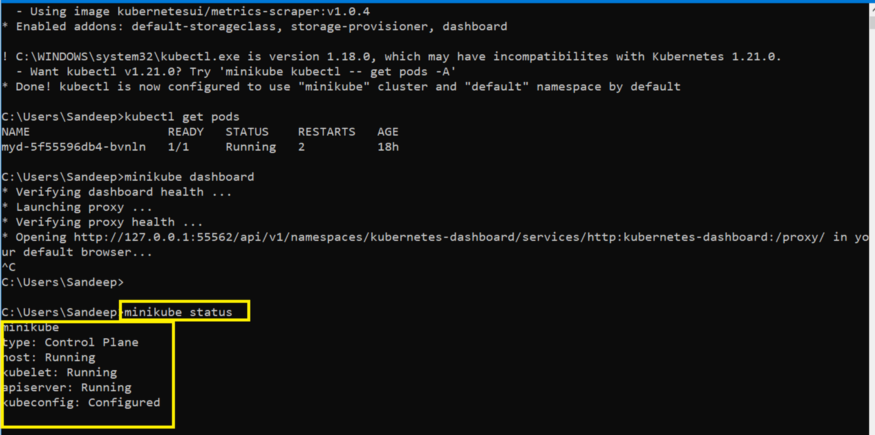 - Using image kubernetesui/metrics-scraper:v1.0.4
* Enabled addons: default-storageclass, storage-provisioner, dashboard
! C:\WINDOWS\system32\kubectl.exe is version 1.18.0, which may have incompatibilites with Kubernetes 1.21.0.
- Want kubectl v1.21.0? Try 'minikube kubectl -- get pods -A'
* Done! kubectl is now configured to use "minikube" cluster and "default" namespace by default
C:\Users\Sandeep>kubectl get pods
NAME READY STATUS RESTARTS AGE
myd-5f55596db4-bvnln 1/1 Running 2 18h
C:\Users\Sandeep>minikube dashboard
* Verifying dashboard health ...
* Launching proxy ...
* Verifying proxy health ...
* Opening http://127.0.0.1:55562/api/v1/namespaces/kubernetes-dashboard/services/http:kubernetes-dashboard:/proxy/ in yo
ur default browser...
^C
C:\Users\Sandeep>
C:\Users\Sandeep>minikube status
minikube
type: Control Plane
host: Running
kubelet: Running
apiserver: Running
kubeconfig: Configured